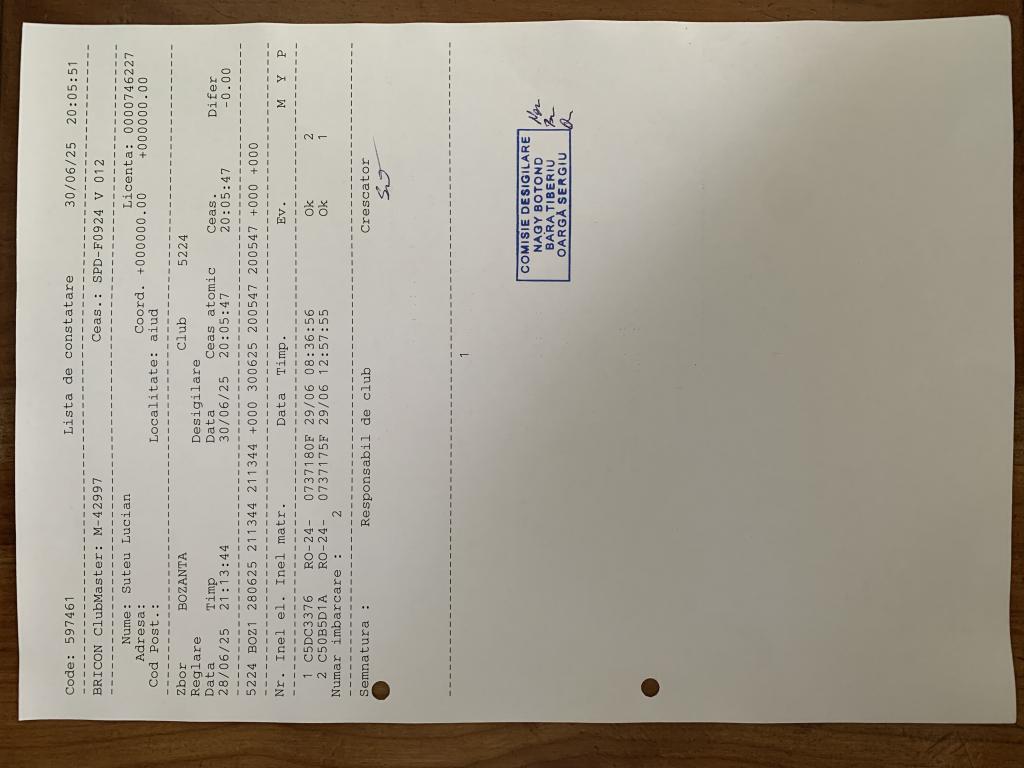 Code: 597461 Lista de constatare 30/06/25 20:05:51
BRICON ClubMaster: M-42997 Ceas.: SPD-F0924 V V 012
Nume: Suteu Lucian Licenta: 0000746227
Adresa: Coord. +000000.00 +000000.00
Cod Post.: Localitate: aiud
Zbor BOZANTA Club 5224
Reglare Desigilare
Data Timp Data Ceas atomic Ceas. Difer
28/06/25 21:13:44 30/06/25 20:05:47 20:05:47 -0.00
5224 BOZ1 280625 211344 211344 +000 300625 200547 200547 +000 +000
Nr. Inel el. Inel matr. Data Timp. Ev. M Y P
1 C5DC3376 RO-24- 0737180F 29/06 08:36:56 Ok 2
2 C50B5D1A RO-24- 0737175F 29/06 12:57:55 Ok 1
Numar imbarcare : 2
Semnatura : Responsabil de club Crescator
1
COMISIE DESIGILARE
NAGY BOTOND
BARA TIBERIU
OARGĂ SERGIU